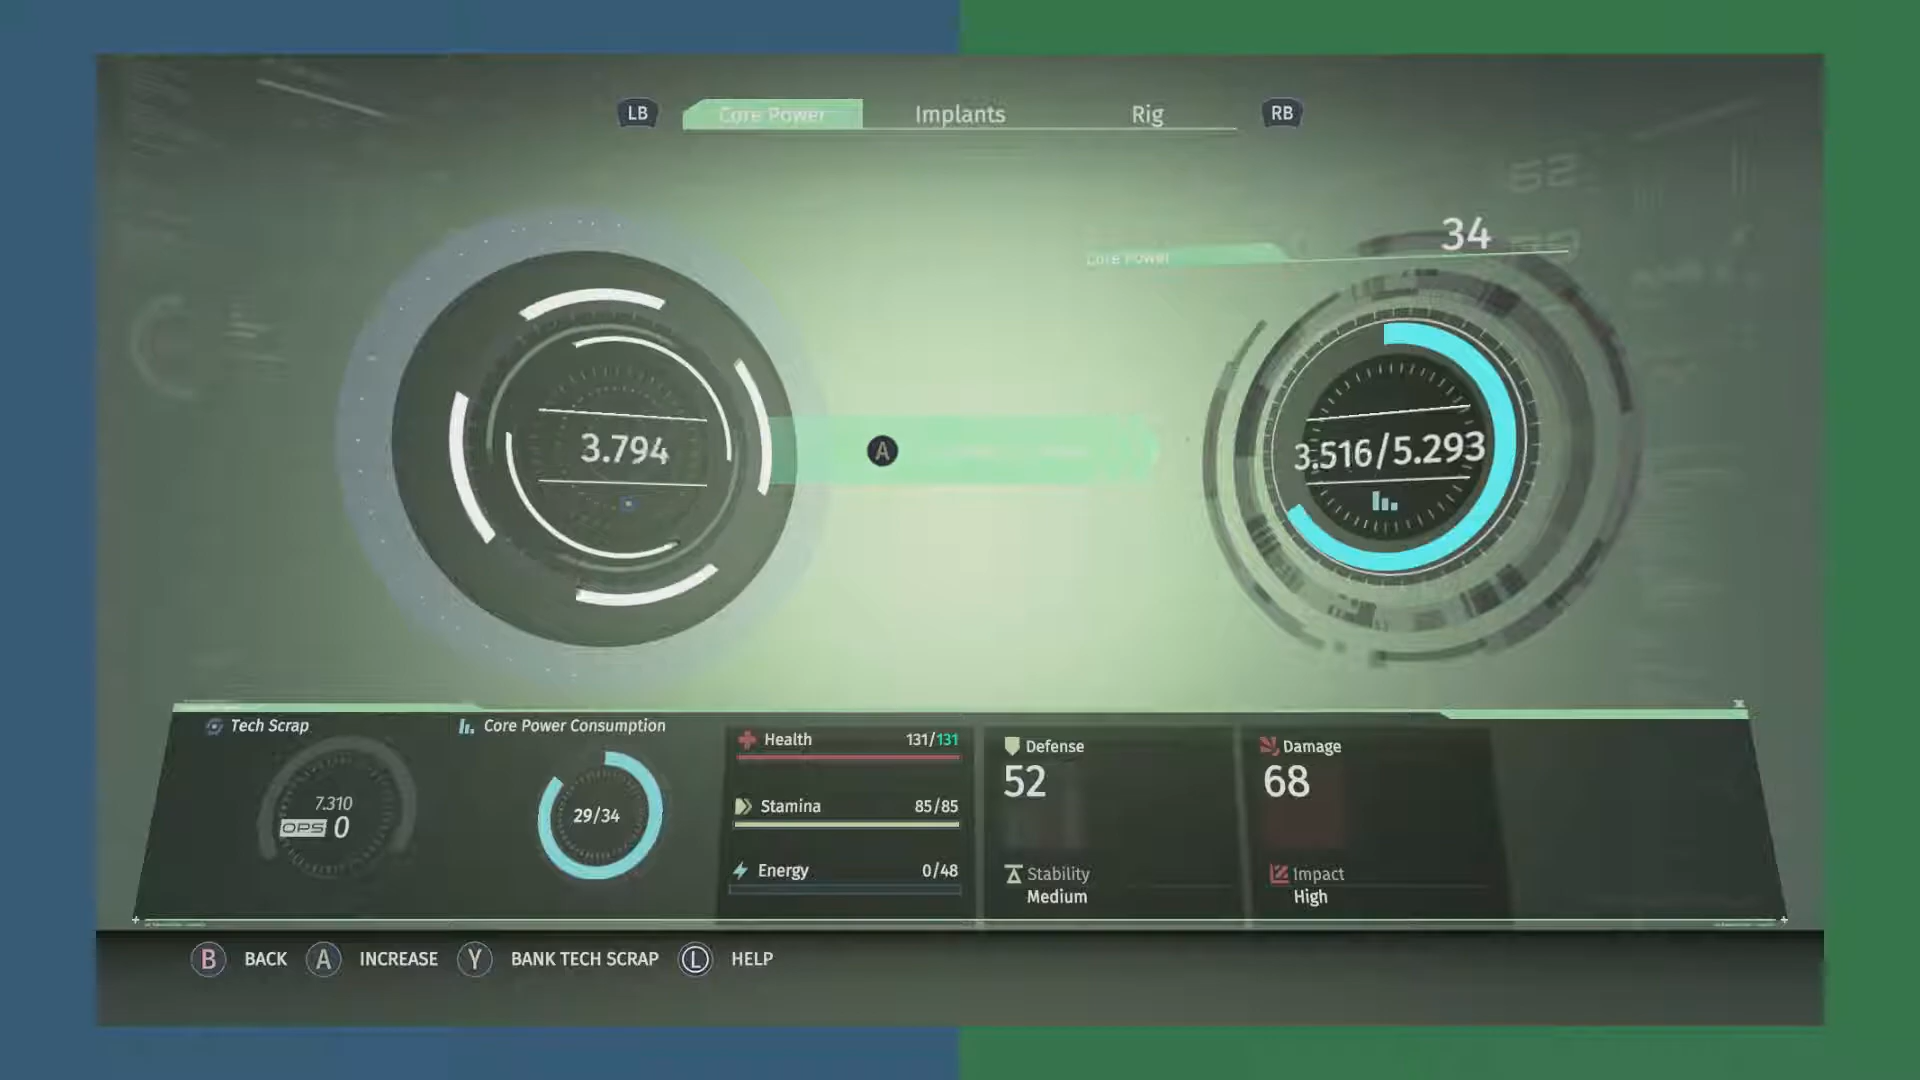 LB Core Power Implants Rig RB
34
Core Power
3.794
A
3.516/5.293
Tech Scrap
7.310
OPS 0
Core Power Consumption
29/34
Health 131/131
Stamina 85/85
Energy 0/48
Defense
52
Stability
Medium
Damage
68
Impact
High
B BACK A INCREASE Y BANK TECH SCRAP L HELP